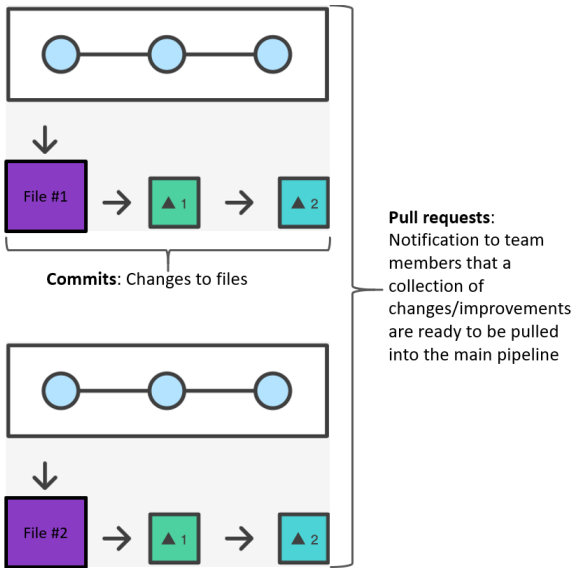 File #1
▲ 1
▲ 2
Commits: Changes to files
Pull requests:
Notification to team
members that a
collection of
changes/improvements
are ready to be pulled
into the main pipeline
File #2
▲ 1
▲ 2